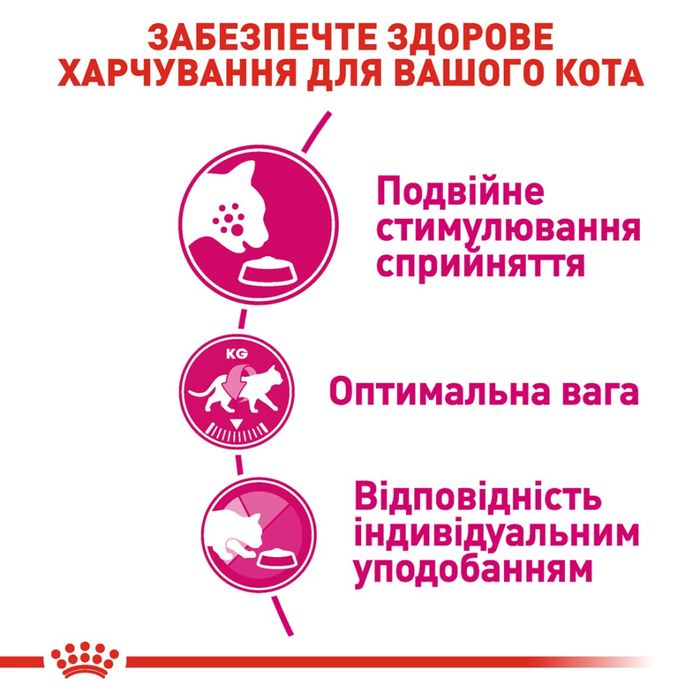 ЗАБЕЗПЕЧТЕ ЗДОРОВЕ
ХАРЧУВАННЯ ДЛЯ ВАШОГО КОТА
Подвійне
стимулювання
сприйняття
KG
Оптимальна вага
Відповідність
індивідуальним
уподобанням